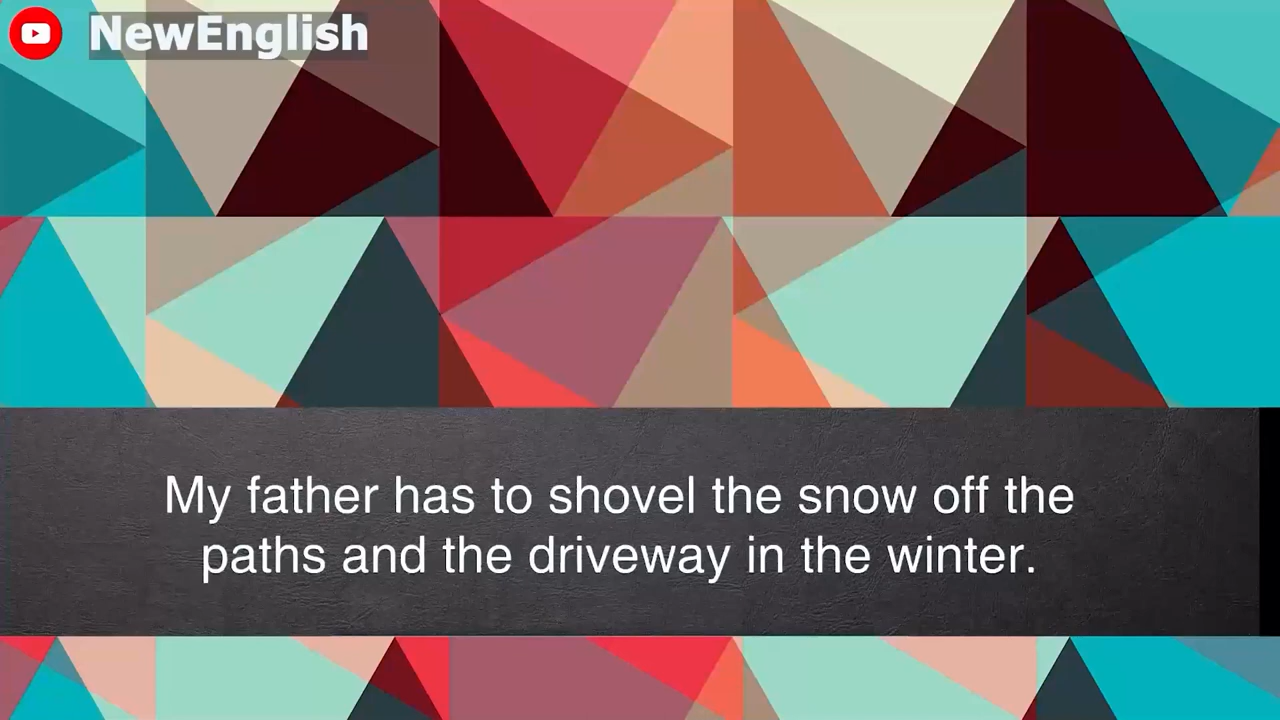 NewEnglish
My father has to shovel the snow off the
paths and the driveway in the winter.